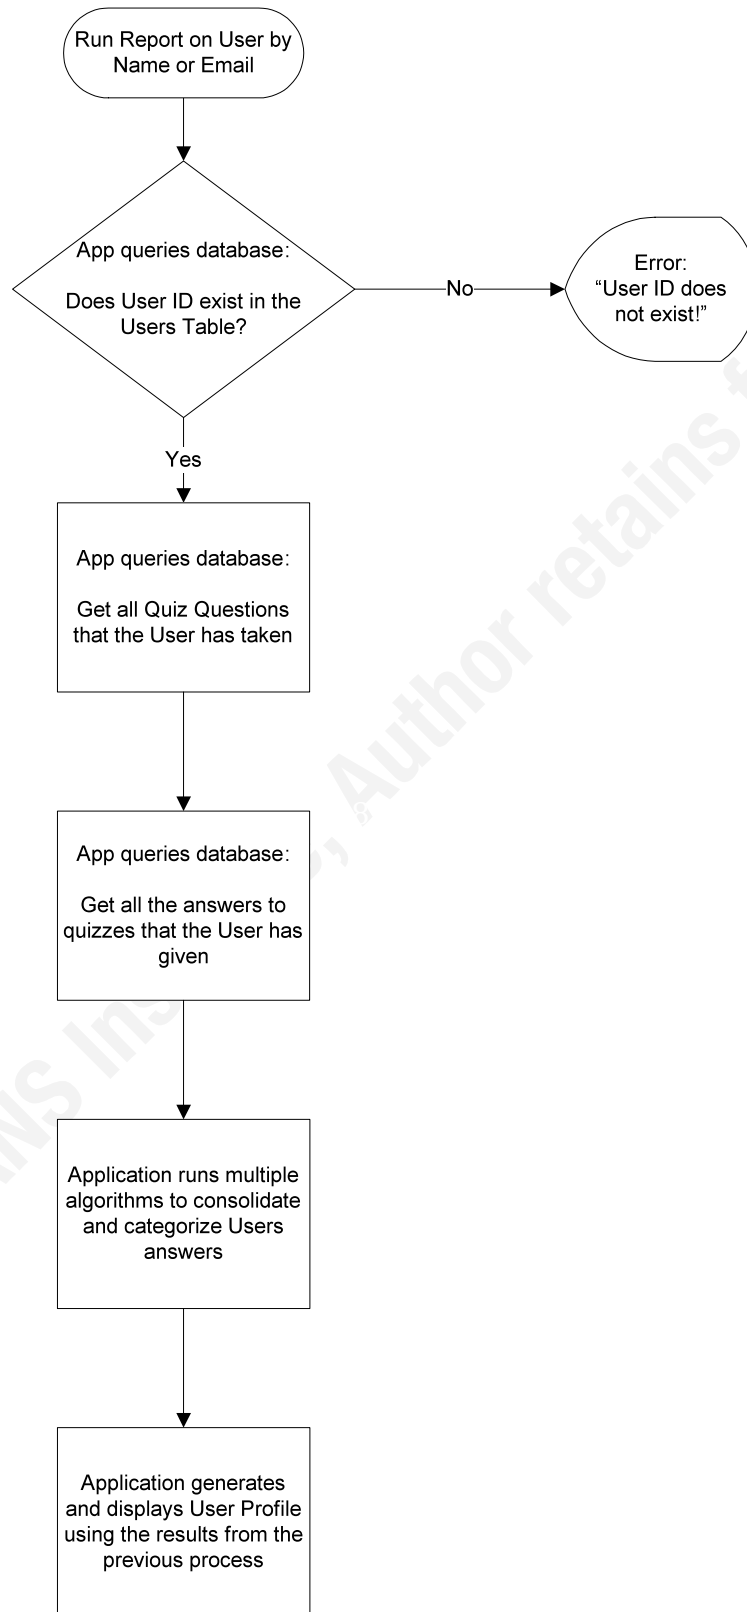 Run Report on User by
Name or Email
App queries database:
Does User ID exist in the
Users Table?
No
Error:
“User ID does
not exist!”
Yes
App queries database:
Get all Quiz Questions
that the User has taken
App queries database:
Get all the answers to
quizzes that the User has
given
Application runs multiple
algorithms to consolidate
and categorize Users
answers
Application generates
and displays User Profile
using the results from the
previous process
, Author retains